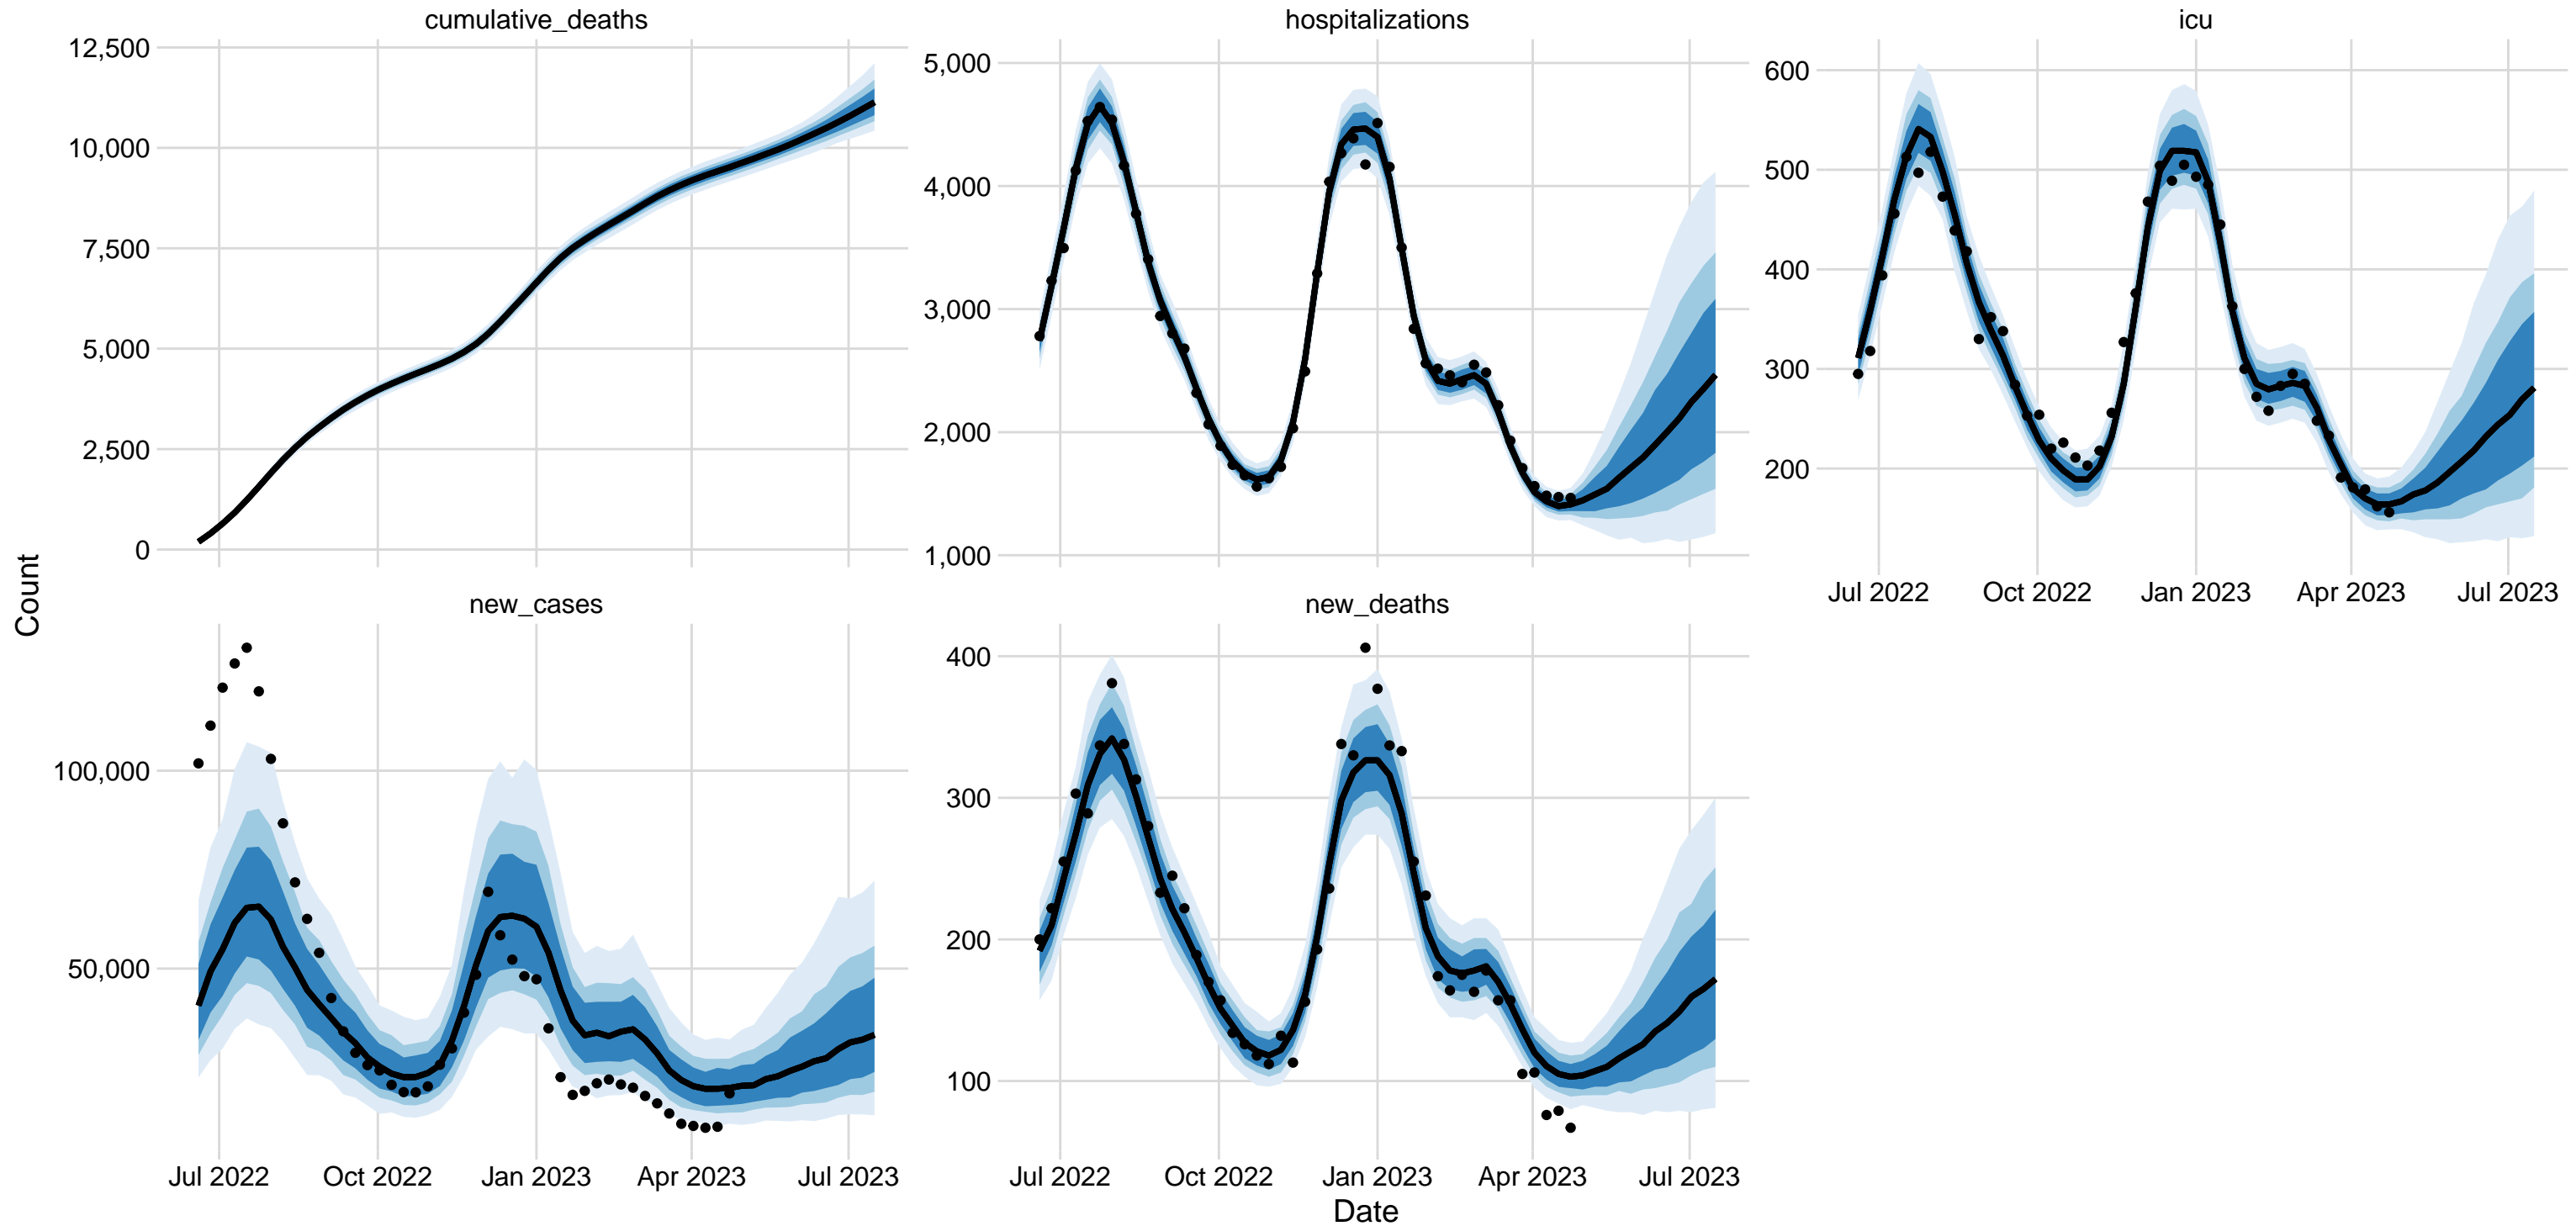 cumulative_deaths
hospitalizations
icu
12,500
10,000
7,500
5,000
2,500
0
5,000
4,000
3,000
2,000
1,000
600
500
400
300
200
Jul 2022 Oct 2022 Jan 2023 Apr 2023 Jul 2023
Count
new_cases
new_deaths
100,000
50,000
400
300
200
100
Jul 2022 Oct 2022 Jan 2023 Apr 2023 Jul 2023
Jul 2022 Oct 2022 Jan 2023 Apr 2023 Jul 2023
Date